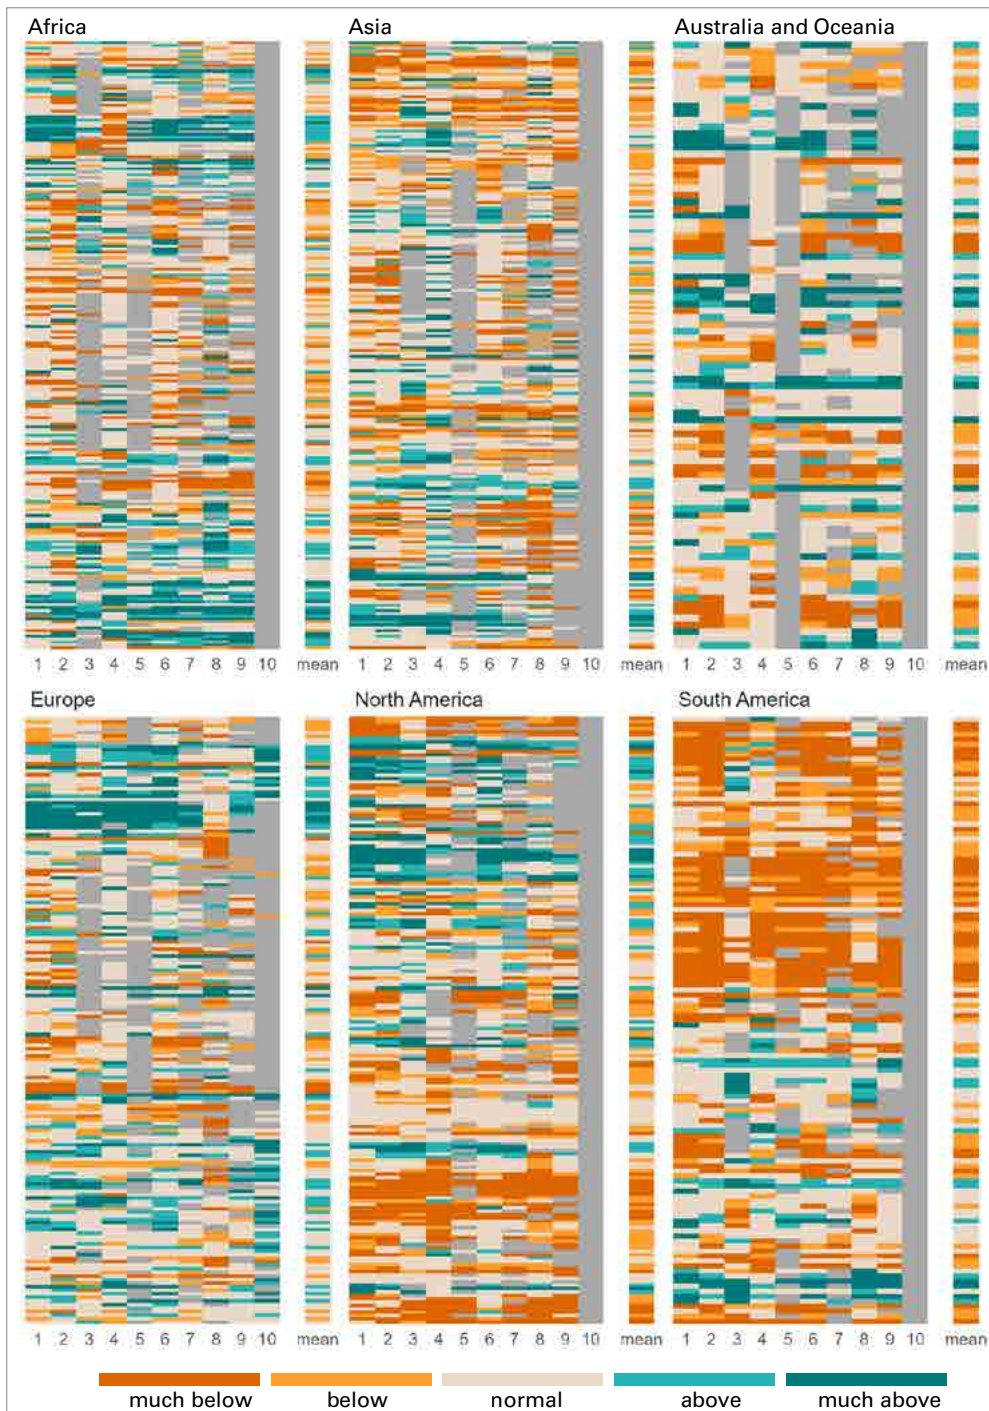 Africa Asia Australia and Oceania
1 2 3 4 5 6 7 8 9 10 mean 1 2 3 4 5 6 7 8 9 10 mean 1 2 3 4 5 6 7 8 9 10 mean
Europe North America South America
1 2 3 4 5 6 7 8 9 10 mean 1 2 3 4 5 6 7 8 9 10 mean 1 2 3 4 5 6 7 8 9 10 mean
much below below normal above much above